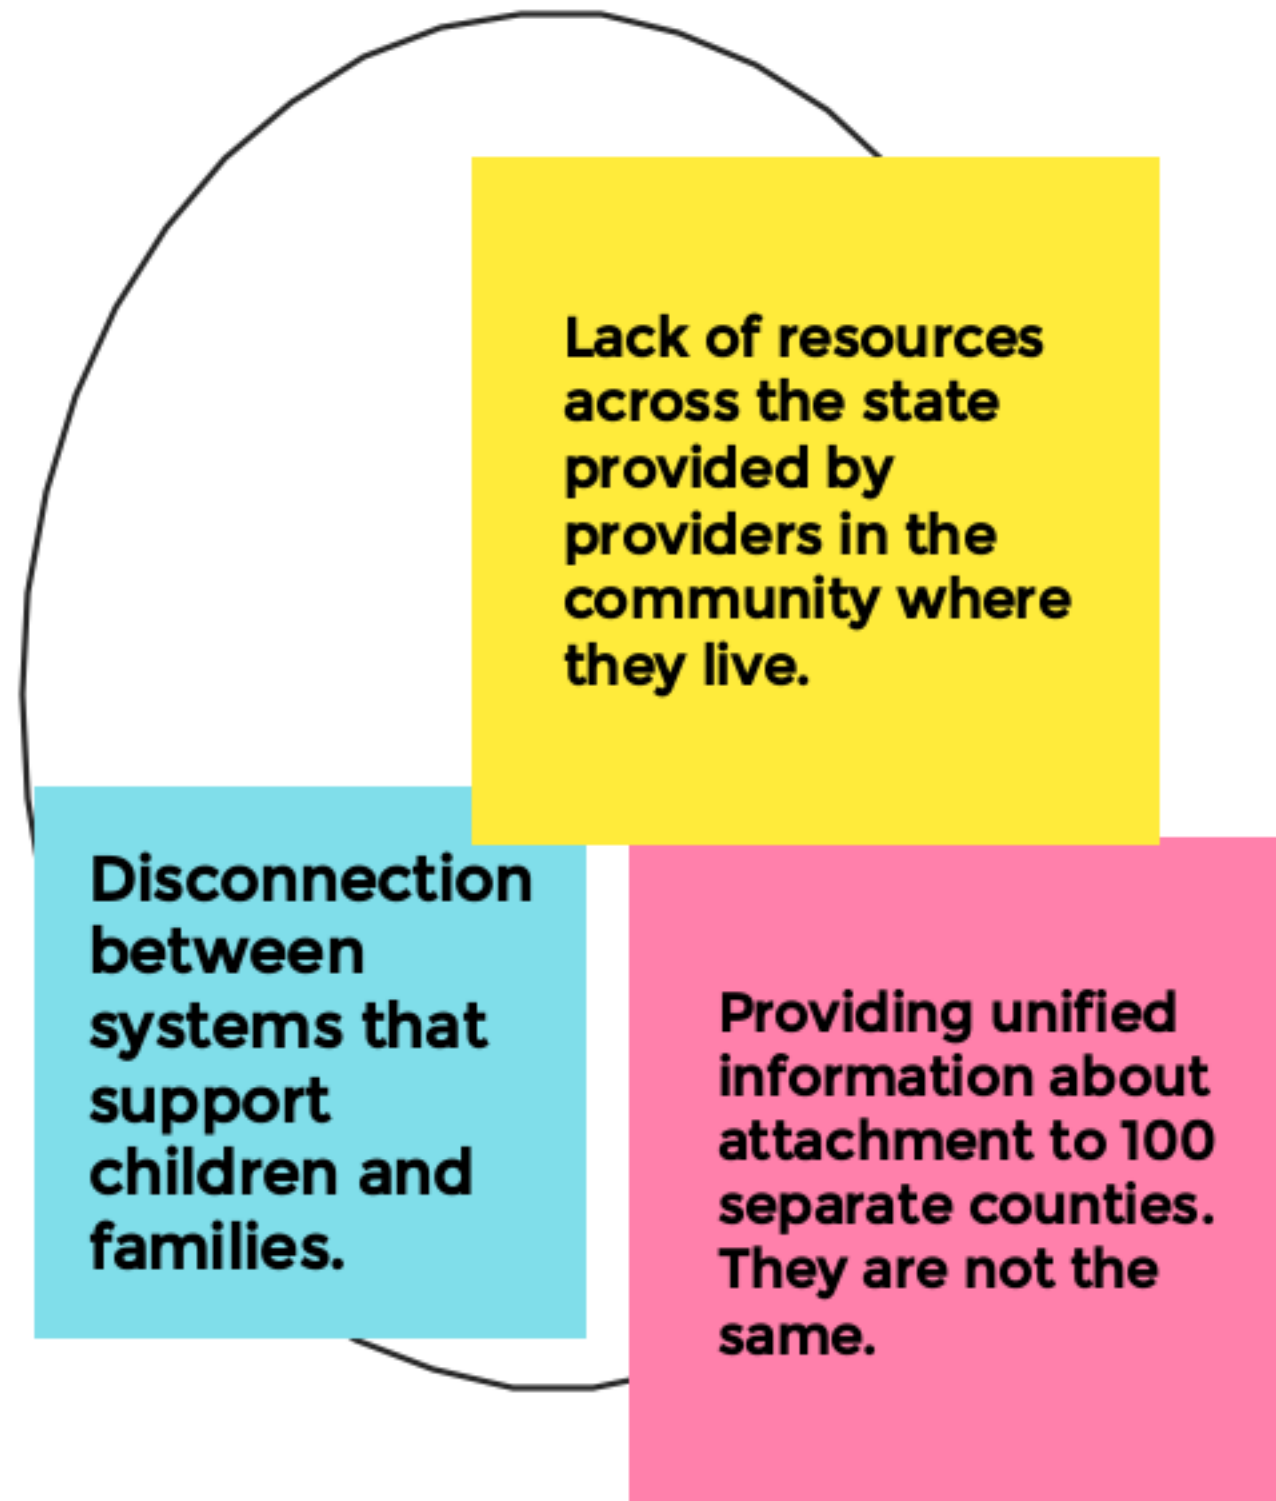 Lack of resources
across the state
provided by
providers in the
community where
they live.
Disconnection
between
systems that
support
children and
families.
Providing unified
information about
attachment to 100
separate counties.
They are not the
same.